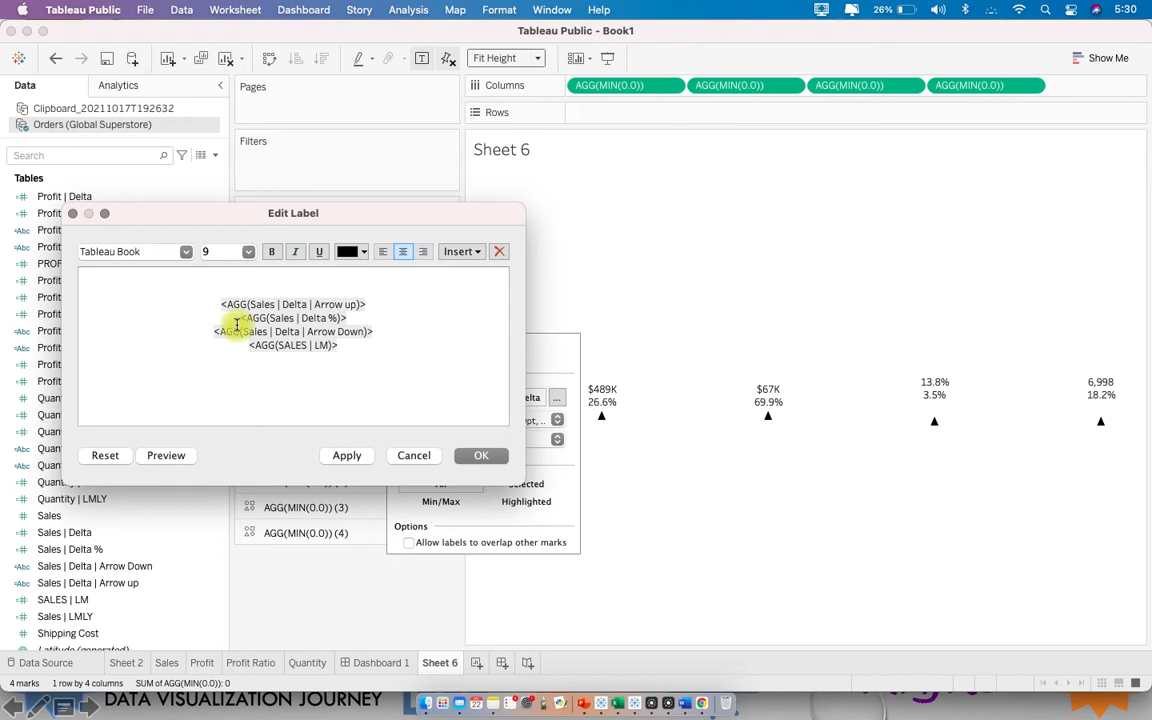 Tableau Public File Data Worksheet Dashboard Story Analysis Map Format Window Help 26% 5:30
Tableau Public - Book1
Fit Height Show Me
Data Analytics Pages Columns AGG(MIN(0.0)) AGG(MIN(0.0)) AGG(MIN(0.0)) AGG(MIN(0.0))
Clipboard_20211017T192632 Rows
Orders (Global Superstore)
Filters
Search Sheet 6
Tables
Profit | Delta
Edit Label
Tableau Book 9 B I U Insert
<AGG(Sales | Delta | Arrow up)>
<AGG(Sales | Delta %)>
<AGG(Sales | Delta | Arrow Down)>
<AGG(SALES | LM)>
$489K $67K 13.8% 6,998
26.6% 69.9% 3.5% 18.2%
▲ ▲ ▲ ▲
Reset Preview Apply Cancel OK
Quantity | LMLY
AGG(MIN(0.0)) (3)
Min/Max Highlighted
AGG(MIN(0.0)) (4)
Options
Allow labels to overlap other marks
Sales
Sales | Delta
Sales | Delta %
Sales | Delta | Arrow Down
Sales | Delta | Arrow up
SALES | LM
Sales | LMLY
Shipping Cost
Data Source Sheet 2 Sales Profit Profit Ratio Quantity Dashboard 1 Sheet 6
4 marks 1 row by 4 columns SUM of AGG(MIN(0.0)): 0
DATA VISUALIZATION JOURNEY